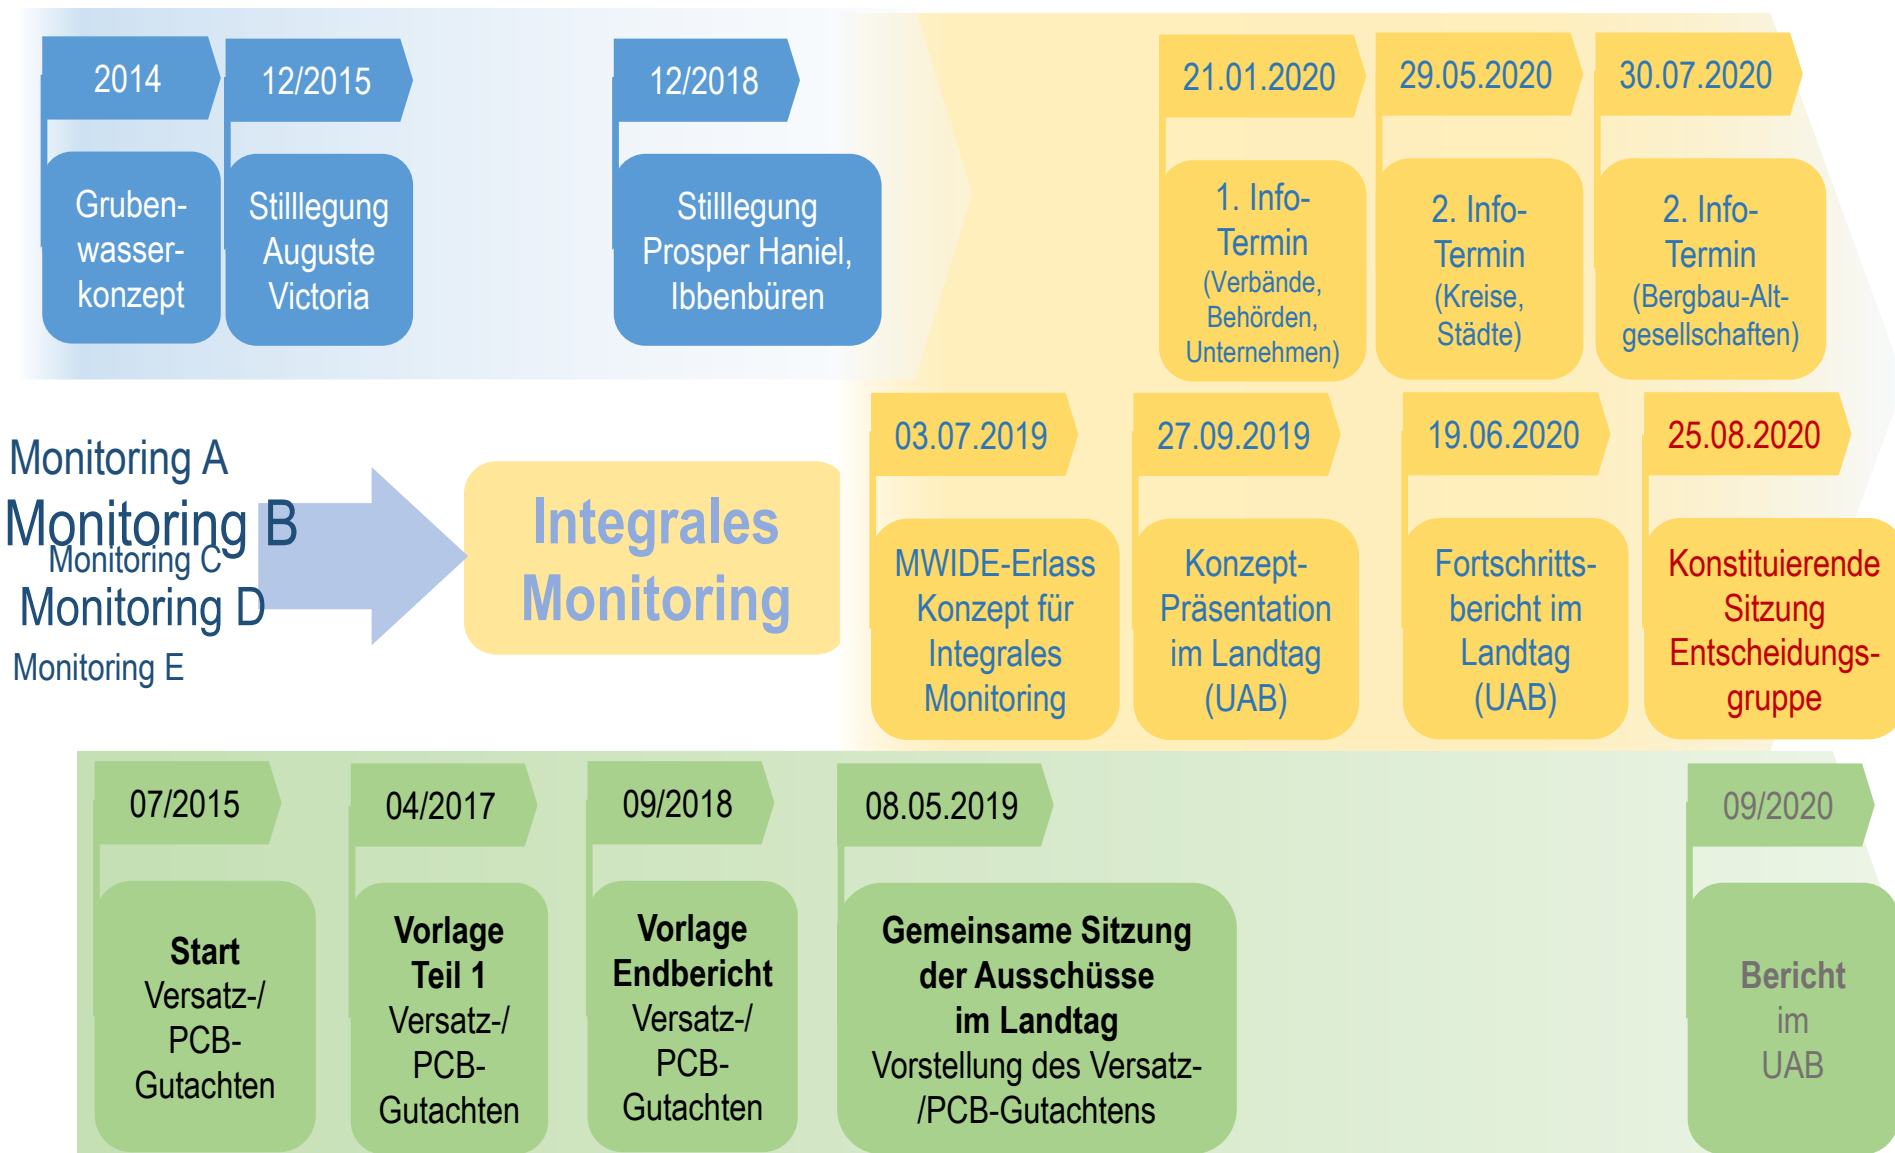 2014
Gruben-
wasser-
konzept
12/2015
Stilllegung
Auguste
Victoria
12/2018
Stilllegung
Prosper Haniel,
Ibbenbüren
21.01.2020
1. Info-
Termin
(Verbände,
Behörden,
Unternehmen)
29.05.2020
2. Info-
Termin
(Kreise,
Städte)
30.07.2020
2. Info-
Termin
(Bergbau-Alt-
gesellschaften)
Monitoring A
Monitoring B
Monitoring C
Monitoring D
Monitoring E
Integrales
Monitoring
03.07.2019
MWIDE-Erlass
Konzept für
Integrales
Monitoring
27.09.2019
Konzept-
Präsentation
im Landtag
(UAB)
19.06.2020
Fortschritts-
bericht im
Landtag
(UAB)
25.08.2020
Konstituierende
Sitzung
Entscheidungs-
gruppe
07/2015
Start
Versatz-/
PCB-
Gutachten
04/2017
Vorlage
Teil 1
Versatz-/
PCB-
Gutachten
09/2018
Vorlage
Endbericht
Versatz-/
PCB-
Gutachten
08.05.2019
Gemeinsame Sitzung
der Ausschüsse
im Landtag
Vorstellung des Versatz-
/PCB-Gutachtens
09/2020
Bericht
im
UAB